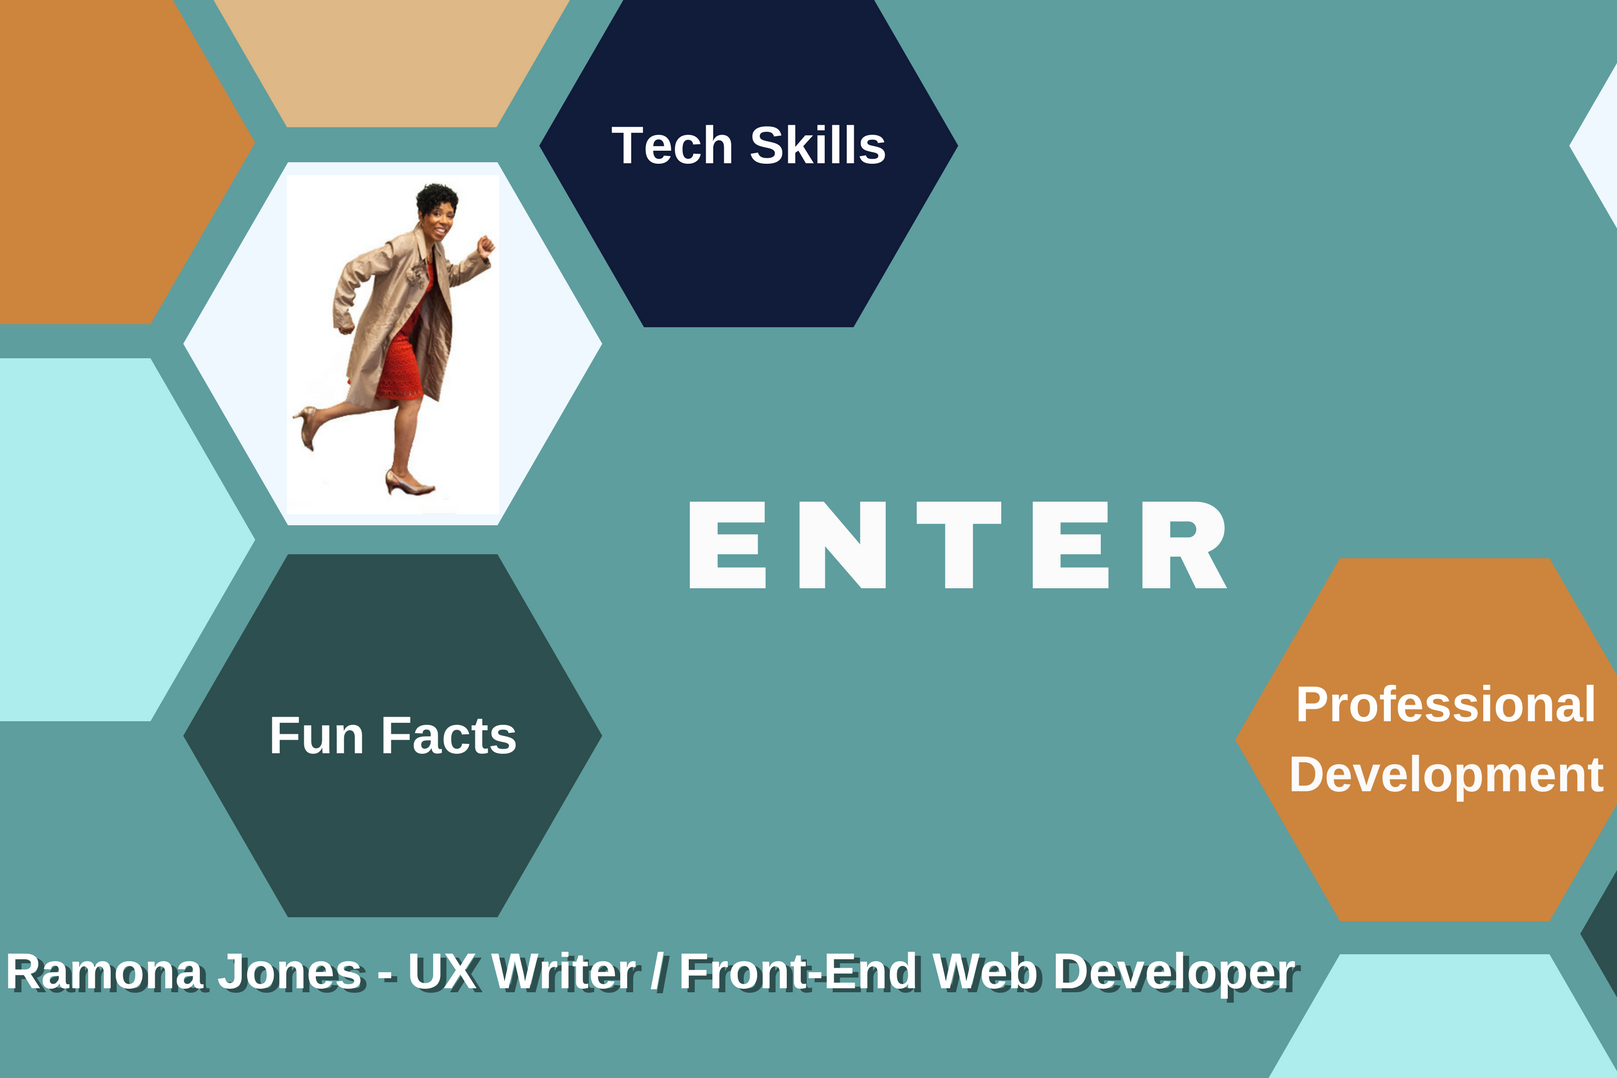 Tech Skills
ENTER
Professional
Development
Fun Facts
Ramona Jones - UX Writer / Front-End Web Developer